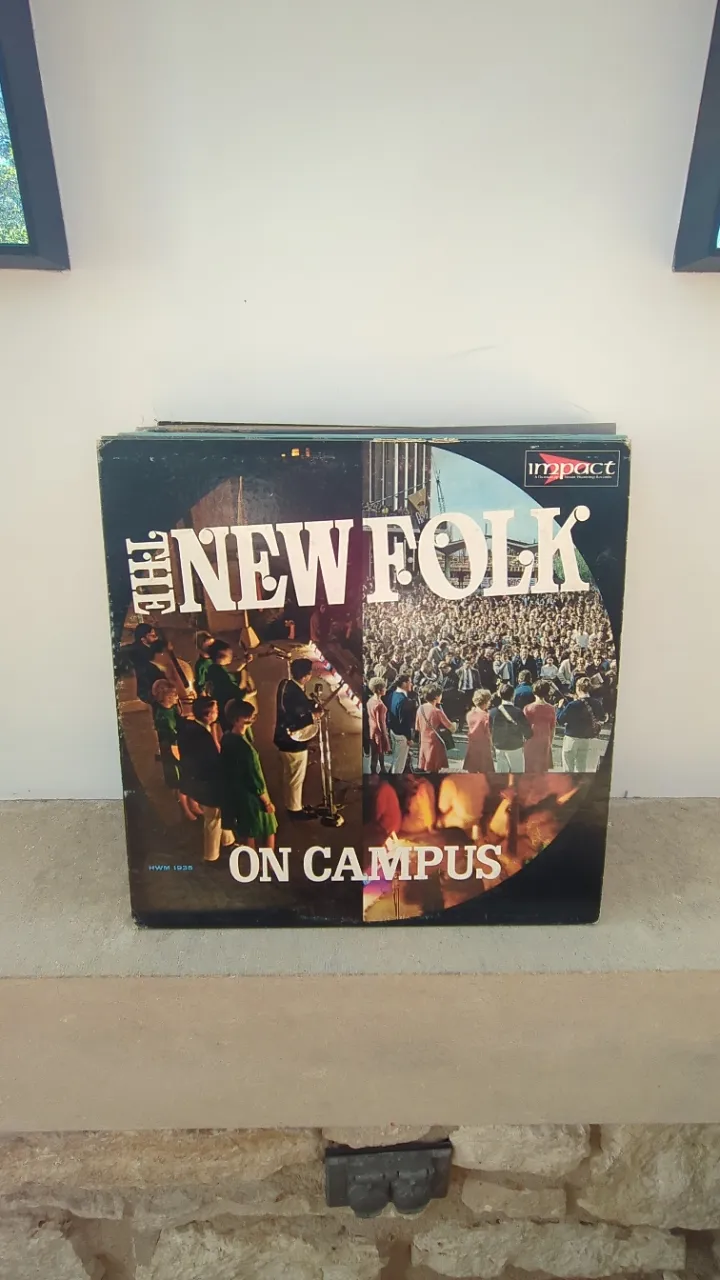 impact
THE NEW FOLK
HWM 1935
ON CAMPUS